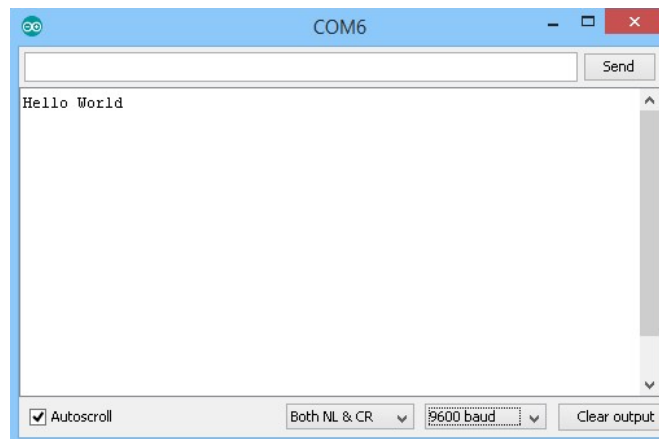 COM6
Send
Hello World
Autoscroll
Both NL & CR
9600 baud
Clear output